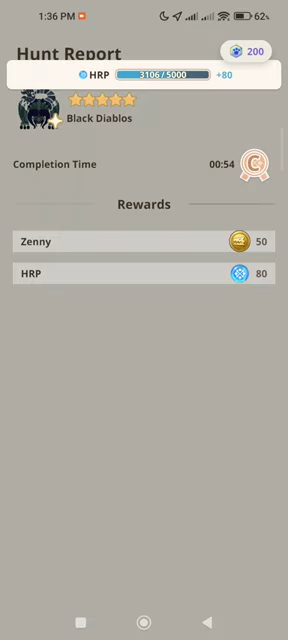 1:36 PM
62%
Hunt Report
200
HRP
3106 / 5000
+80
Black Diablos
Completion Time
00:54
C
Rewards
Zenny
50
HRP
80